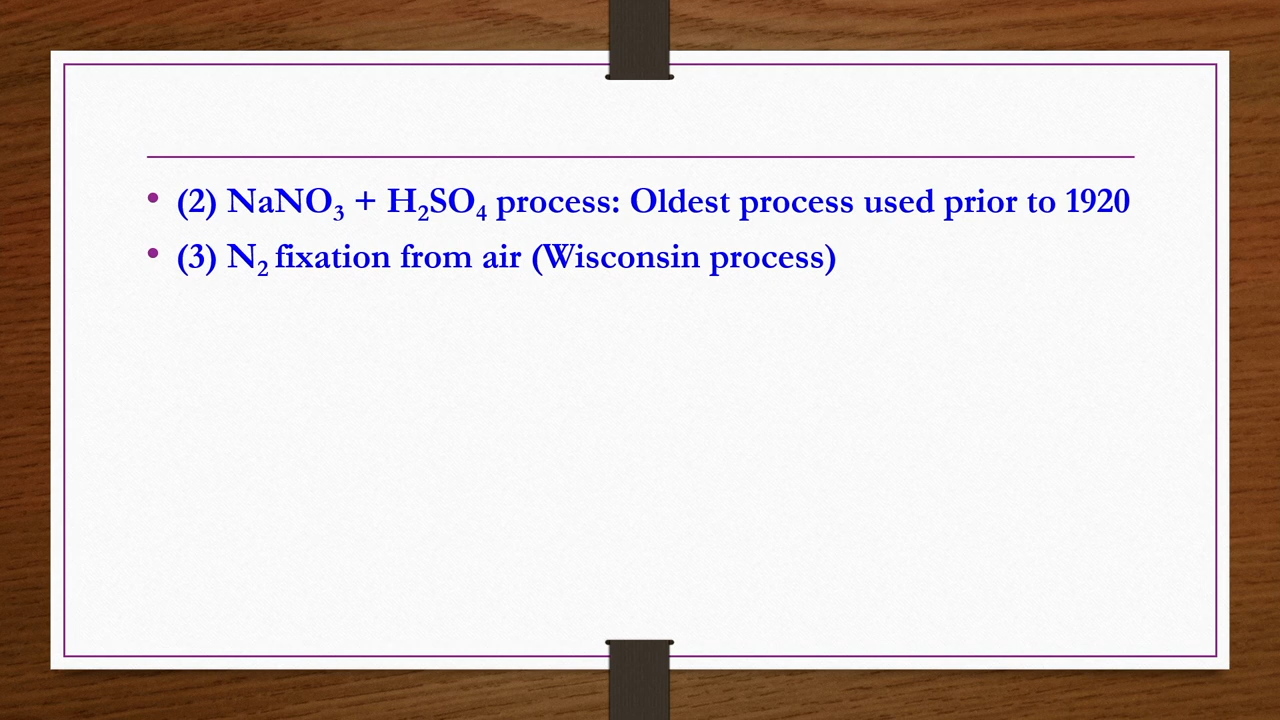 • (2) NaNO₃ + H₂SO₄ process: Oldest process used prior to 1920
• (3) N₂ fixation from air (Wisconsin process)